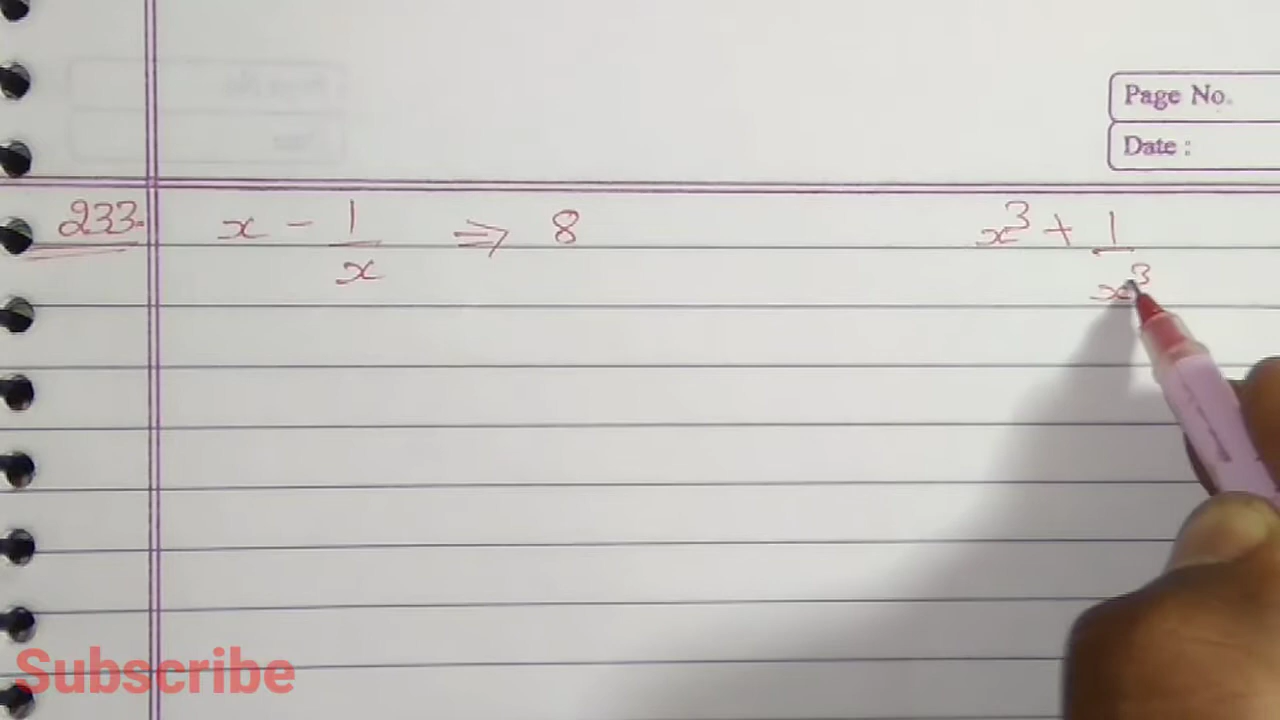 Page No.
Date :
233. x - 1/x ⇒ 8 x³ + 1/x³
Subscribe